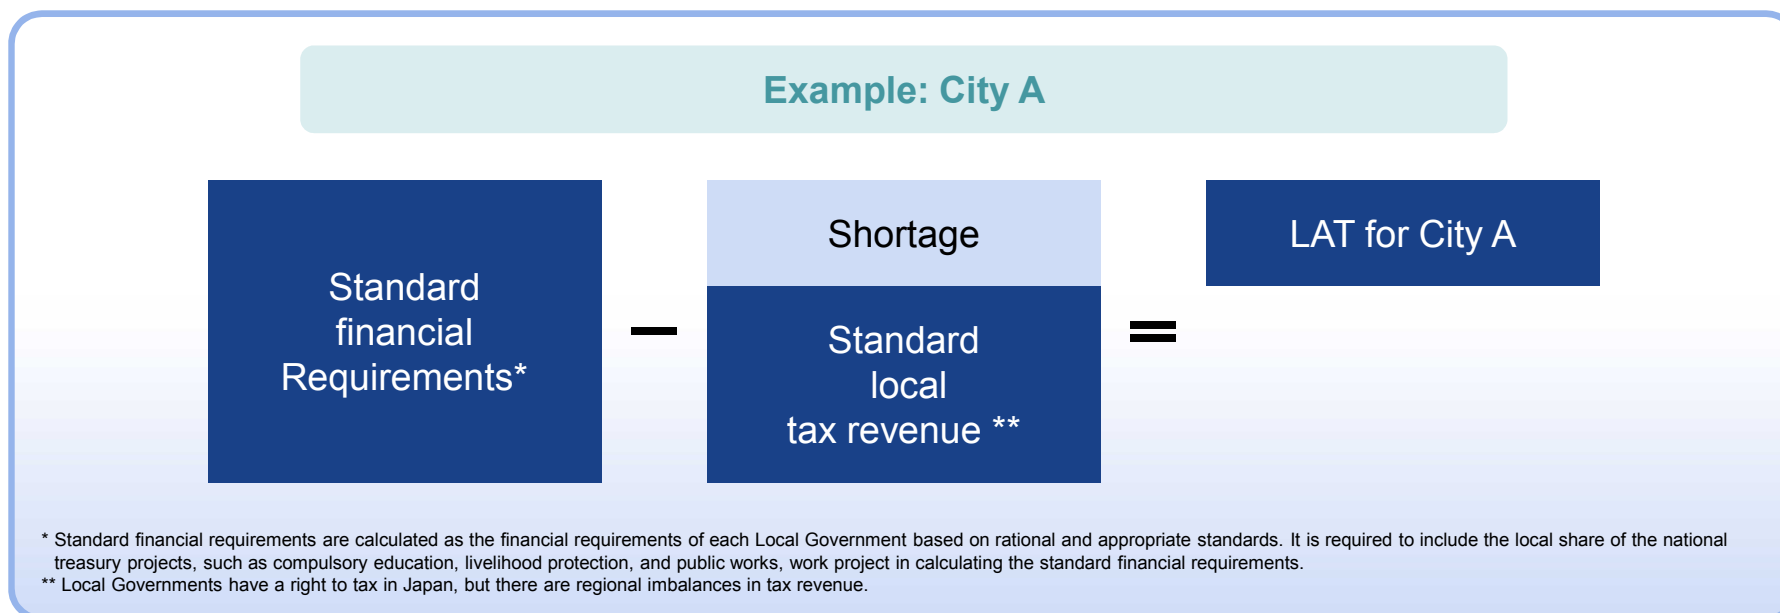 Example: City A
Standard
financial
Requirements*
Shortage
Standard
local
tax revenue **
LAT for City A
* Standard financial requirements are calculated as the financial requirements of each Local Government based on rational and appropriate standards. It is required to include the local share of the national
treasury projects, such as compulsory education, livelihood protection, and public works, work project in calculating the standard financial requirements.
** Local Governments have a right to tax in Japan, but there are regional imbalances in tax revenue.